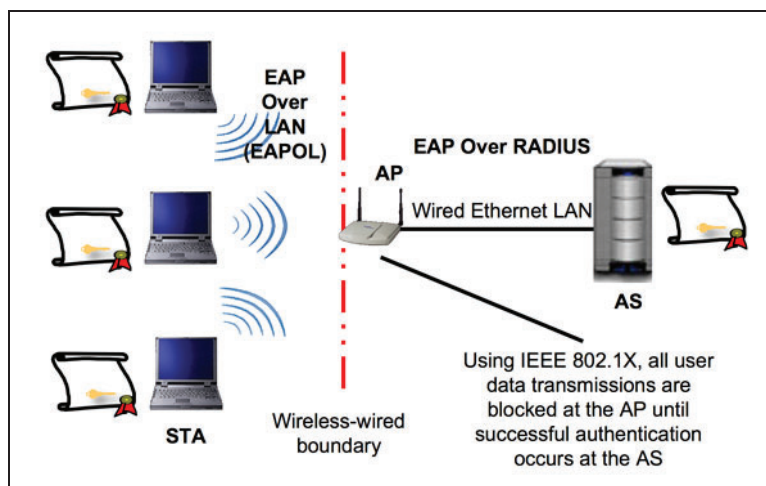 EAP
Over
LAN
(EAPOL)
EAP Over RADIUS
AP
Wired Ethernet LAN
AS
STA
Wireless-wired
boundary
Using IEEE 802.1X, all user
data transmissions are
blocked at the AP until
successful authentication
occurs at the AS